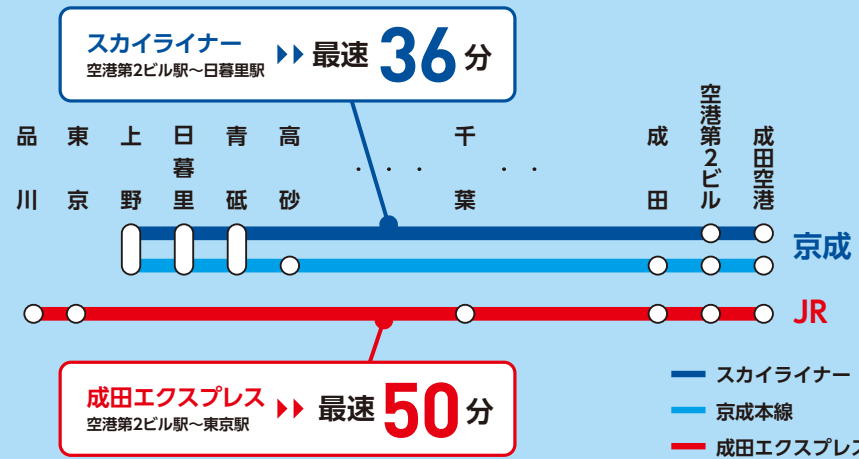 スカイライナー
空港第2ビル駅～日暮里駅
最速 36 分
品川
東京
上野
日暮里
青砥
高砂
・・・
千葉
・・
成田
空港第2ビル
成田空港
京成
JR
成田エクスプレス
空港第2ビル駅～東京駅
最速 50 分
スカイライナー
京成本線
成田エクスプレス